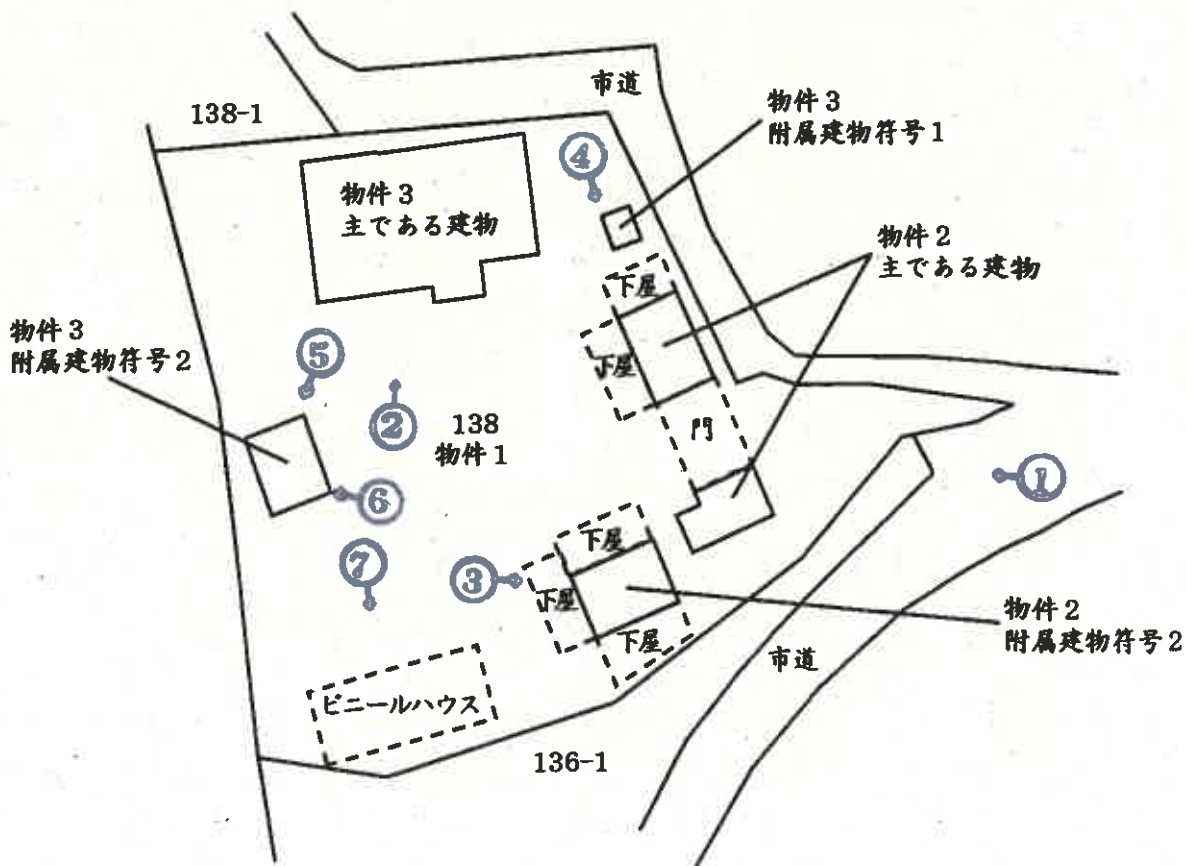 市道
138-1
物件3
附属建物符号1
④
物件3
主である建物
物件2
主である建物
下屋
物件3
附属建物符号2
⑤
下屋
②
138
物件1
門
①
⑥
下屋
⑦
③
下屋
物件2
附属建物符号2
下屋
市道
ビニールハウス
136-1